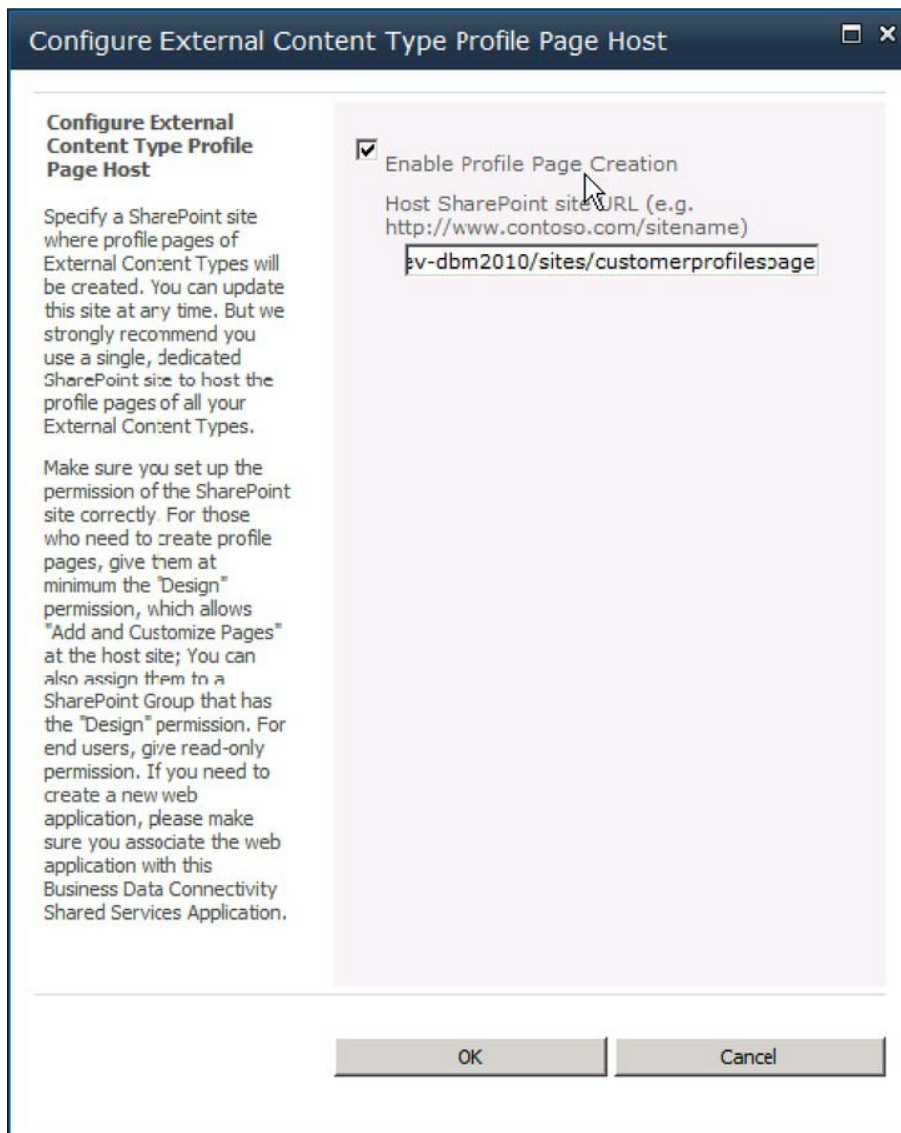 Configure External Content Type Profile Page Host
Configure External
Content Type Profile
Page Host
Specify a SharePoint site
where profile pages of
External Content Types will
be created. You can update
this site at any time. But we
strongly recommend you
use a single, dedicated
SharePoint site to host the
profile pages of all your
External Content Types.
Make sure you set up the
permission of the SharePoint
site correctly. For those
who need to create profile
pages, give them at
minimum the "Design"
permission, which allows
"Add and Customize Pages"
at the host site; You can
also assign them to a
SharePoint Group that has
the "Design" permission. For
end users, give read-only
permission. If you need to
create a new web
application, please make
sure you associate the web
application with this
Business Data Connectivity
Shared Services Application.
Enable Profile Page Creation
Host SharePoint site URL (e.g.
http://www.contoso.com/sitename)
ev-dbm2010/sites/customerprofilespage
OK
Cancel